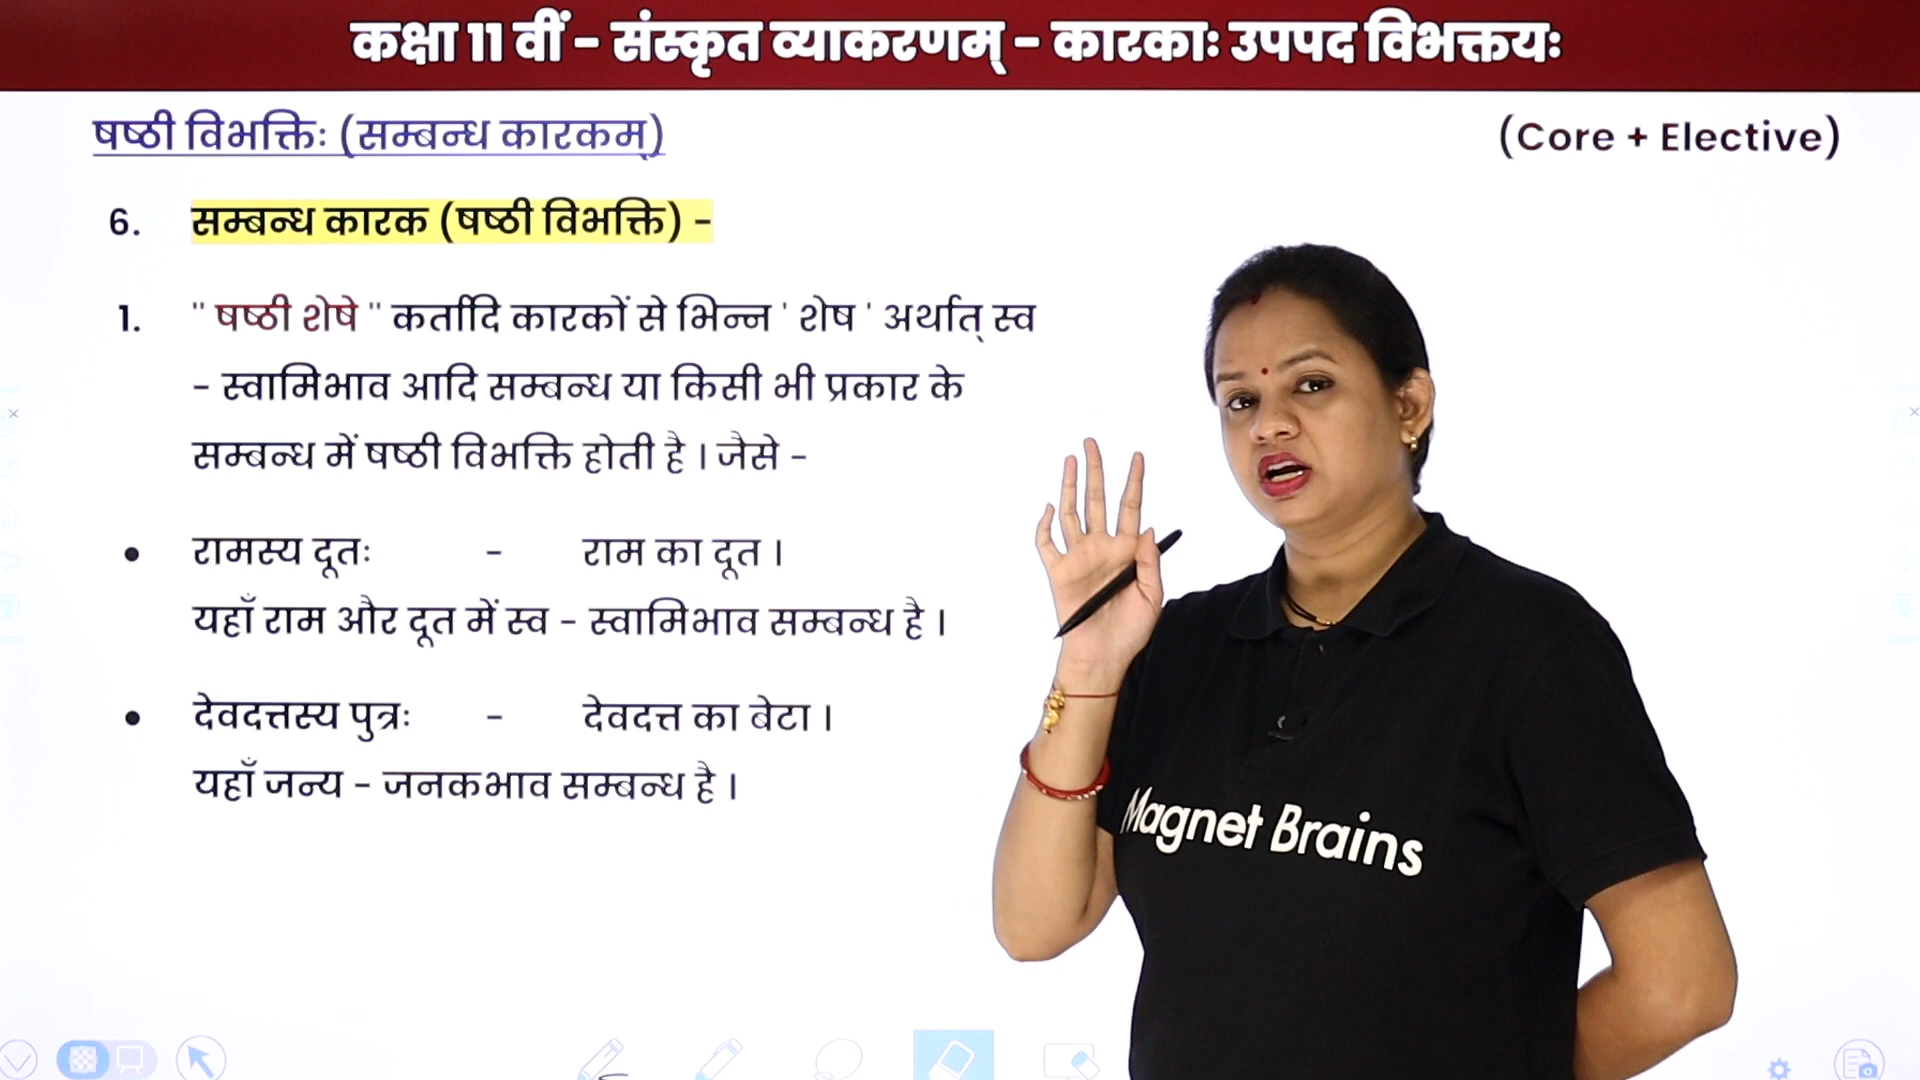 कक्षा 11 वीं - संस्कृत व्याकरणम् - कारकाः उपपद विभक्तयः
षष्ठी विभक्तिः (सम्बन्ध कारकम्)
(Core + Elective)
6. सम्बन्ध कारक (षष्ठी विभक्ति) -
1. " षष्ठी शेषे " कर्तादि कारकों से भिन्न ' शेष ' अर्थात् स्व
- स्वामिभाव आदि सम्बन्ध या किसी भी प्रकार के
सम्बन्ध में षष्ठी विभक्ति होती है । जैसे -
• रामस्य दूतः - राम का दूत ।
यहाँ राम और दूत में स्व - स्वामिभाव सम्बन्ध है ।
• देवदत्तस्य पुत्रः - देवदत्त का बेटा ।
यहाँ जन्य - जनकभाव सम्बन्ध है ।
Magnet Brains